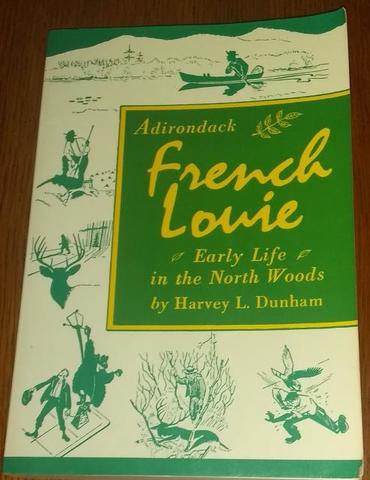 Adirondack
French
Louie
Early Life
in the North Woods
by Harvey L. Dunham